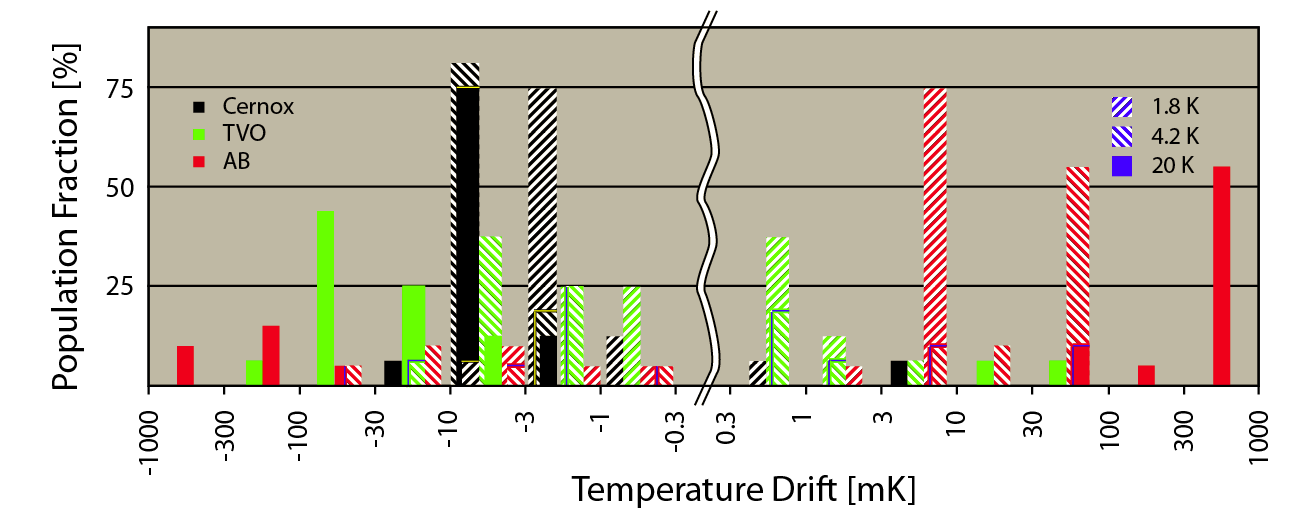 Population Fraction [%]
75
50
25
Cernox
TVO
AB
1.8 K
4.2 K
20 K
-1000
-300
-100
-30
-10
-3
-1
-0.3
0.3
1
3
10
30
100
300
1000
Temperature Drift [mK]